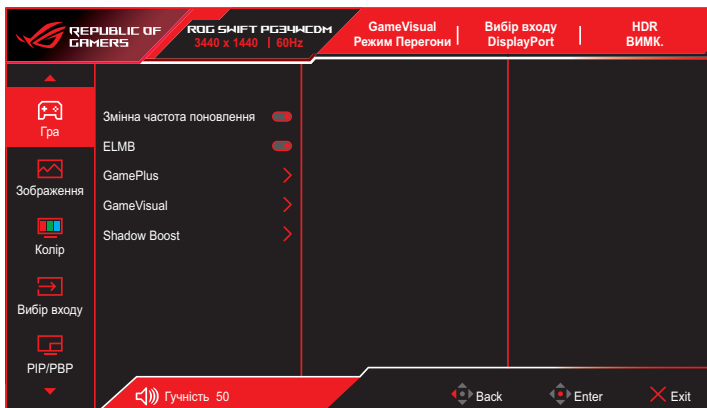 REPUBLIC OF
GAMERS
ROG SWIFT PG34WCDM
3440 x 1440 | 60Hz
GameVisual
Режим Перегони
Вибір входу
DisplayPort
HDR
ВИМК.
Гра
Зображення
Колір
Вибір входу
PIP/PBP
Змінна частота поновлення
ELMB
GamePlus
GameVisual
Shadow Boost
Гучність 50
Back
Enter
Exit